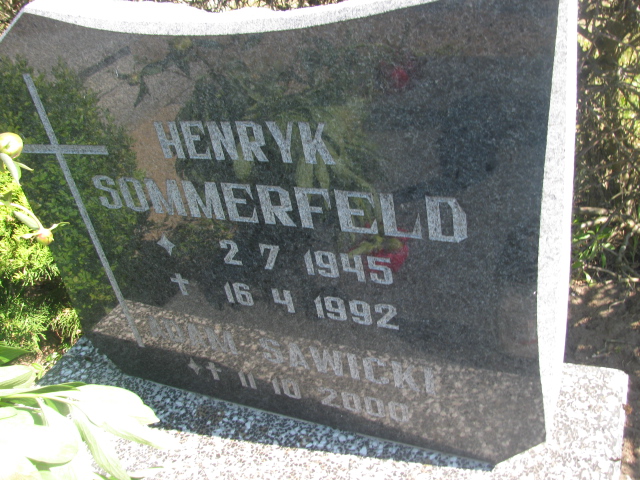 HENRYK
SOMMERFELD
✦ 2 7 1945
✝ 16 4 1992
SAWICKI
✦✝ 11 10 2000